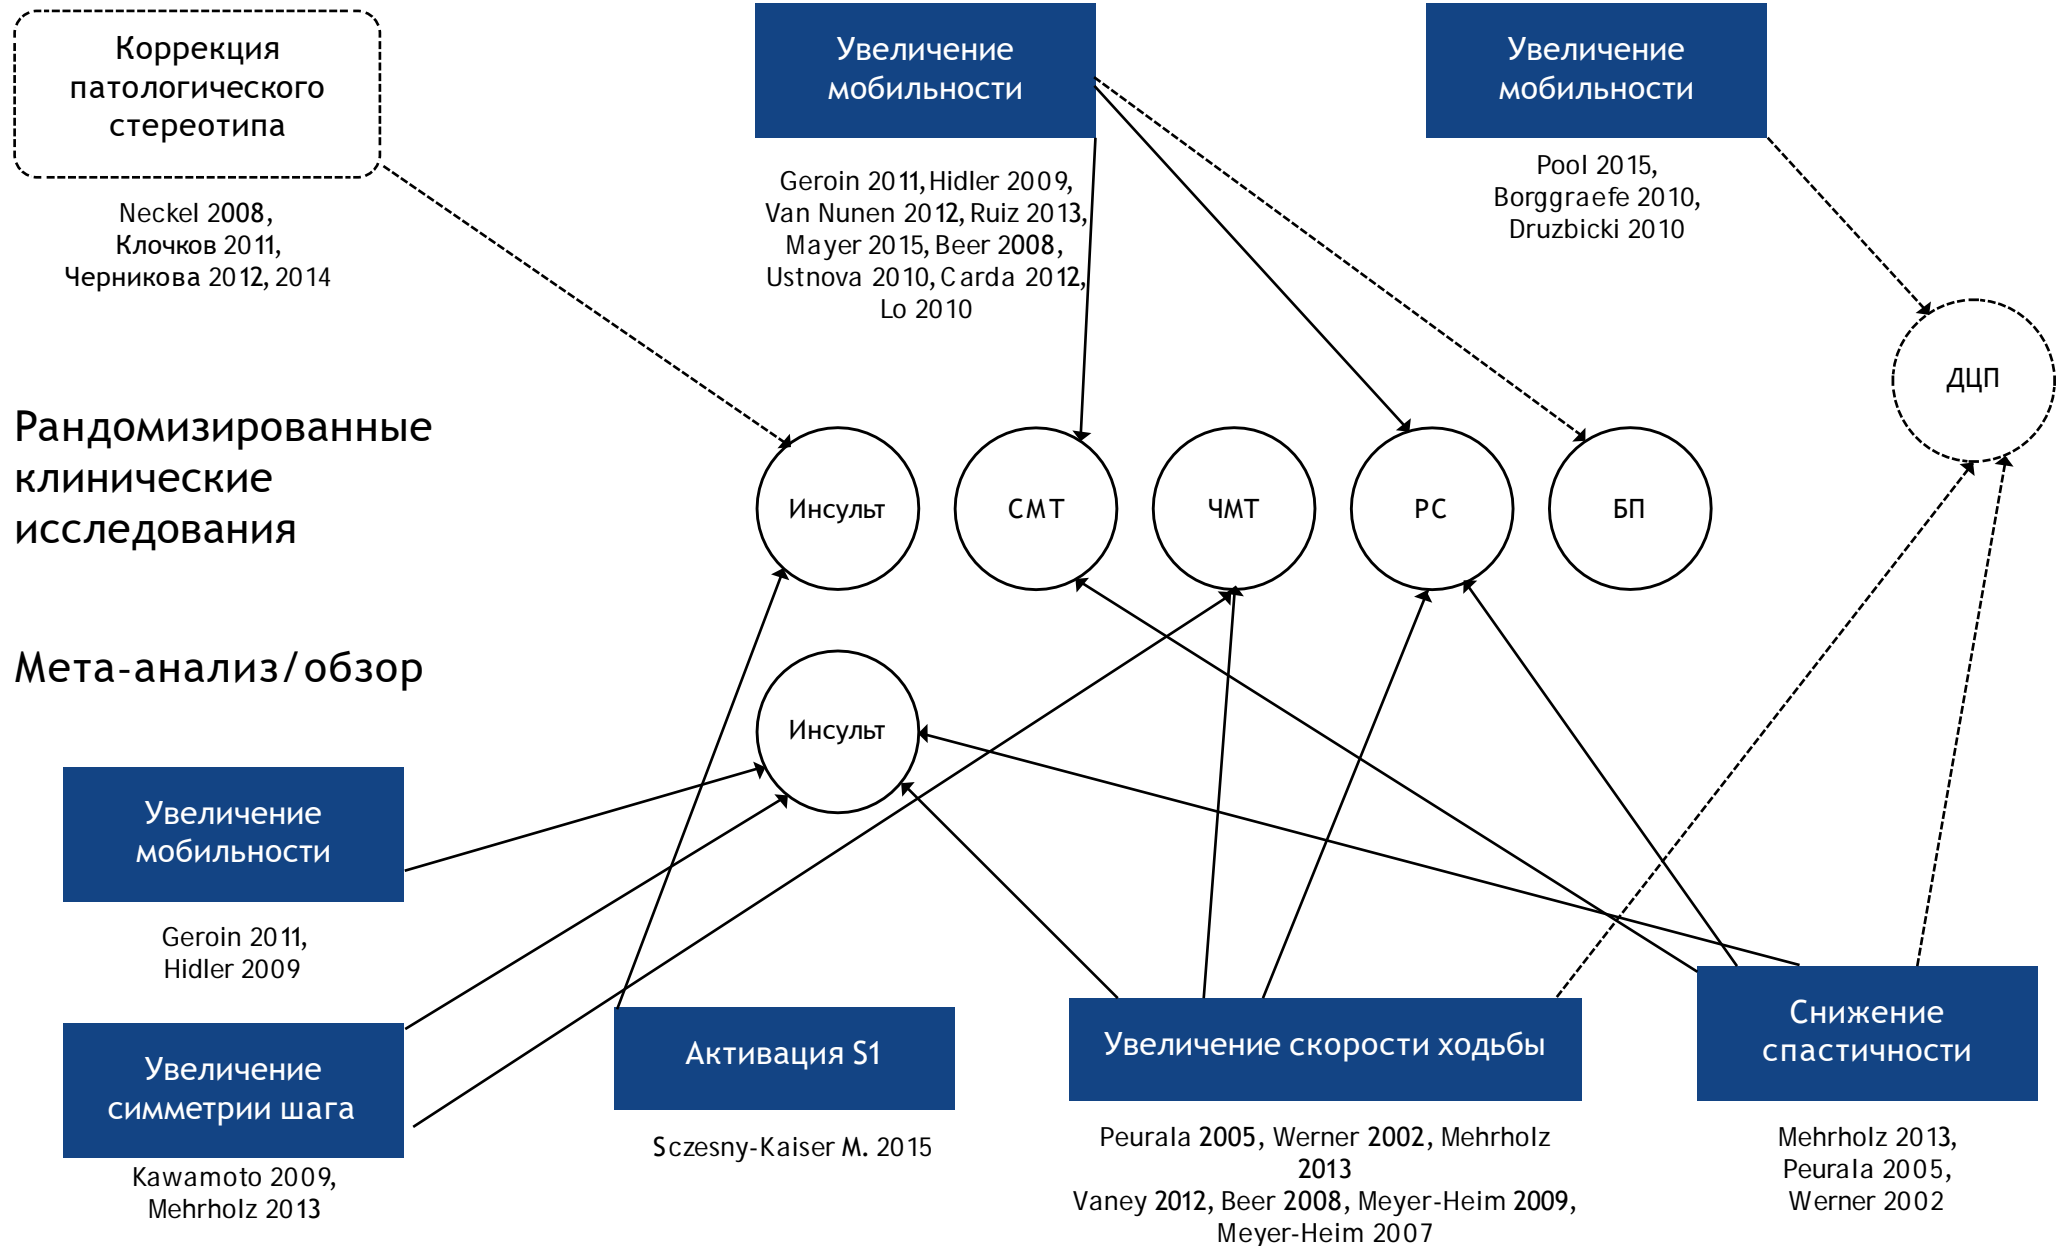 Коррекция
патологического
стереотипа
Neckel 2008,
Клочков 2011,
Черникова 2012, 2014
Увеличение
мобильности
Geroin 2011, Hidler 2009,
Van Nunen 2012, Ruiz 2013,
Mayer 2015, Beer 2008,
Ustnova 2010, Carda 2012,
Lo 2010
Увеличение
мобильности
Pool 2015,
Borggraefe 2010,
Druzbicki 2010
ДЦП
Рандомизированные
клинические
исследования
Инсульт
СМТ
ЧМТ
РС
БП
Мета-анализ/обзор
Инсульт
Увеличение
мобильности
Geroin 2011,
Hidler 2009
Увеличение
симметрии шага
Kawamoto 2009,
Mehrholz 2013
Активация S1
Sczesny-Kaiser M. 2015
Увеличение скорости ходьбы
Peurala 2005, Werner 2002, Mehrholz
2013
Vaney 2012, Beer 2008, Meyer-Heim 2009,
Meyer-Heim 2007
Снижение
спастичности
Mehrholz 2013,
Peurala 2005,
Werner 2002